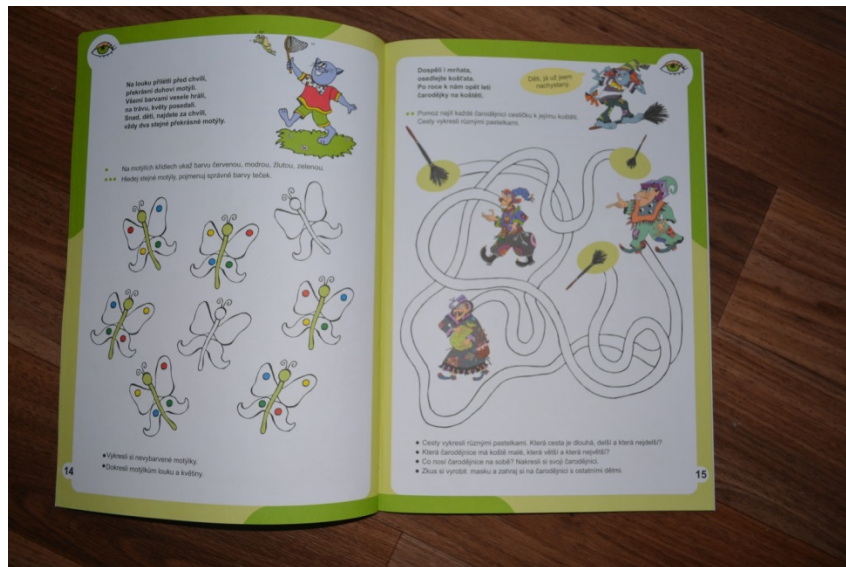 Na louku přilétli před chvílí,
překrásní duhoví motýli.
Všemi barvami vesele hráli,
na trávu, květy posedali.
Snad, děti, najdete za chvíli,
vždy dva stejné překrásné motýly.
Na motýlích křídlech ukaž barvu červenou, modrou, žlutou, zelenou.
Hledej stejné motýly, pojmenuj správně barvy teček.
Vykresli si nevybarvené motýlky.
Dokresli motýlkům louku a květiny.
14
Dospělí i mrňata,
osedlejte košťata.
Po roce k nám opět letí
čarodějky na koštěti.
Děti, já už jsem
nachystaný.
Pomoz najít každé čarodějnici cestičku k jejímu koštěti.
Cesty vykresli různými pastelkami.
Cesty vykresli různými pastelkami. Která cesta je dlouhá, delší a která nejdelší?
Která čarodějnice má koště malé, která větší a která největší?
Co nosí čarodějnice na sobě? Nakresli si svoji čarodějnici.
Zkus si vyrobit masku a zahraj si na čarodějnici s ostatními dětmi.
15